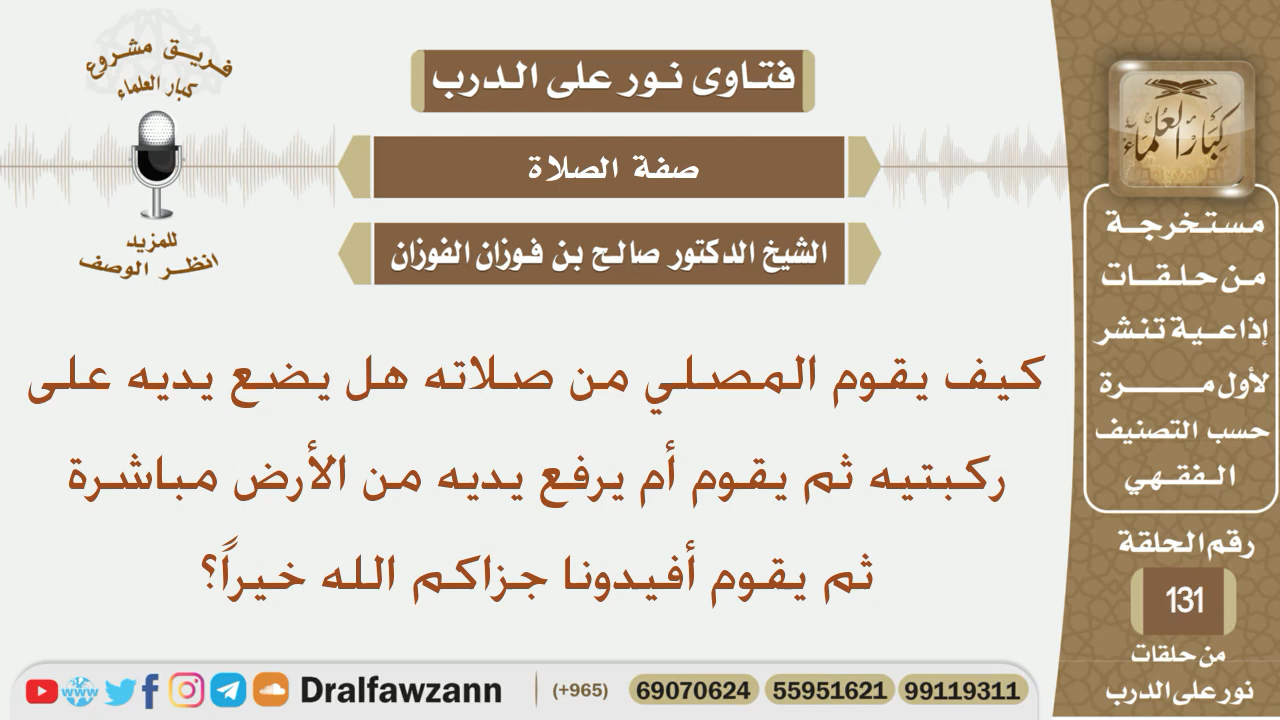 فريق مشروع
كبار العلماء
للمزيد
انظر الوصف
فتاوى نور على الدرب
صفة الصلاة
الشيخ الدكتور صالح بن فوزان الفوزان
كيف يقوم المصلي من صلاته هل يضع يديه على
ركبتيه ثم يقوم أم يرفع يديه من الأرض مباشرة
ثم يقوم أفيدونا جزاكم الله خيراً؟
كبار العلماء
مستخرجة
من حلقات
إذاعية تنشر
لأول مرة
حسب التصنيف
الفقهي
رقم الحلقة
131
من حلقات
نور على الدرب
www
Dralfawzann
(+965)
69070624
55951621
99119311